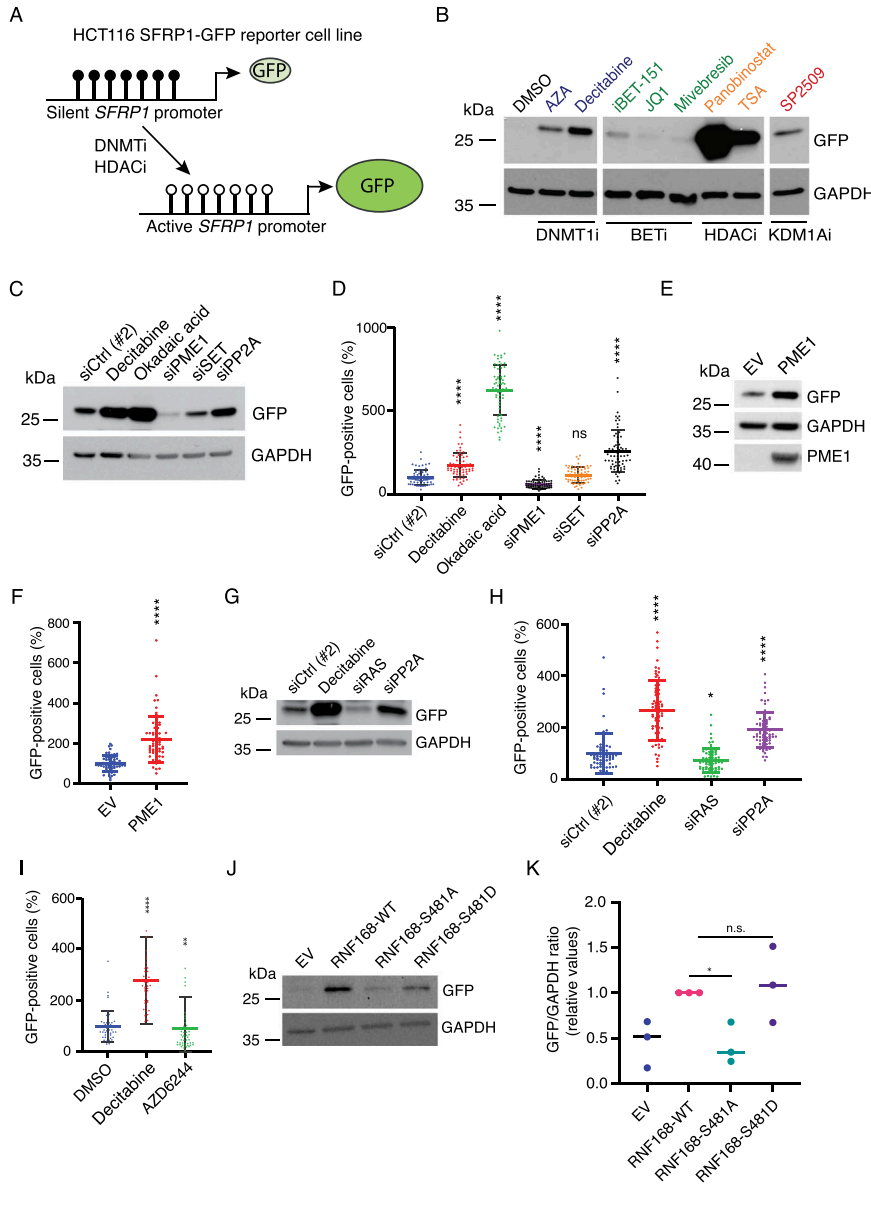 A
HCT116 SFRP1-GFP reporter cell line
GFP
Silent SFRP1 promoter
DNMTi
HDACi
GFP
Active SFRP1 promoter
B
DMSO
AZA
Decitabine
iBET-151
JQ1
Mivebresib
Panobinostat
TSA
SP2509
kDa
25
GFP
35
GAPDH
DNMT1i
BETi
HDACi
KDM1Ai
C
siCtrl (#2)
Decitabine
Okadaic acid
siPME1
siSET
siPP2A
kDa
25
GFP
35
GAPDH
D
GFP-positive cells (%)
1000
500
0
****
****
****
ns
****
siCtrl (#2)
Decitabine
Okadaic acid
siPME1
siSET
siPP2A
E
EV
PME1
kDa
25
GFP
35
GAPDH
40
PME1
F
GFP-positive cells (%)
800
600
400
200
0
****
EV
PME1
G
siCtrl (#2)
Decitabine
siRAS
siPP2A
kDa
25
GFP
35
GAPDH
H
GFP-positive cells (%)
600
400
200
0
****
*
****
siCtrl (#2)
Decitabine
siRAS
siPP2A
I
GFP-positive cells (%)
600
400
200
0
****
**
DMSO
Decitabine
AZD6244
J
EV
RNF168-WT
RNF168-S481A
RNF168-S481D
kDa
25
GFP
35
GAPDH
K
GFP/GAPDH ratio
(relative values)
2.0
1.5
1.0
0.5
0.0
n.s.
*
EV
RNF168-WT
RNF168-S481A
RNF168-S481D